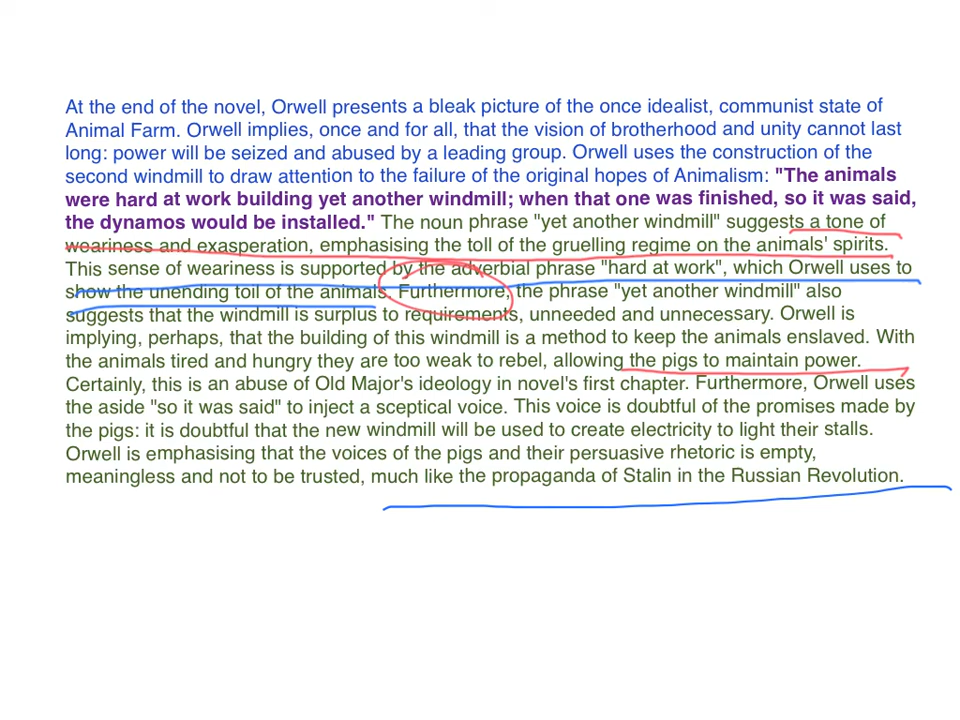 At the end of the novel, Orwell presents a bleak picture of the once idealist, communist state of
Animal Farm. Orwell implies, once and for all, that the vision of brotherhood and unity cannot last
long: power will be seized and abused by a leading group. Orwell uses the construction of the
second windmill to draw attention to the failure of the original hopes of Animalism: "The animals
were hard at work building yet another windmill; when that one was finished, so it was said,
the dynamos would be installed." The noun phrase "yet another windmill" suggests a tone of
weariness and exasperation, emphasising the toll of the gruelling regime on the animals' spirits.
This sense of weariness is supported by the adverbial phrase "hard at work", which Orwell uses to
show the unending toil of the animals. Furthermore, the phrase "yet another windmill" also
suggests that the windmill is surplus to requirements, unneeded and unnecessary. Orwell is
implying, perhaps, that the building of this windmill is a method to keep the animals enslaved. With
the animals tired and hungry they are too weak to rebel, allowing the pigs to maintain power.
Certainly, this is an abuse of Old Major's ideology in novel's first chapter. Furthermore, Orwell uses
the aside "so it was said" to inject a sceptical voice. This voice is doubtful of the promises made by
the pigs: it is doubtful that the new windmill will be used to create electricity to light their stalls.
Orwell is emphasising that the voices of the pigs and their persuasive rhetoric is empty,
meaningless and not to be trusted, much like the propaganda of Stalin in the Russian Revolution.